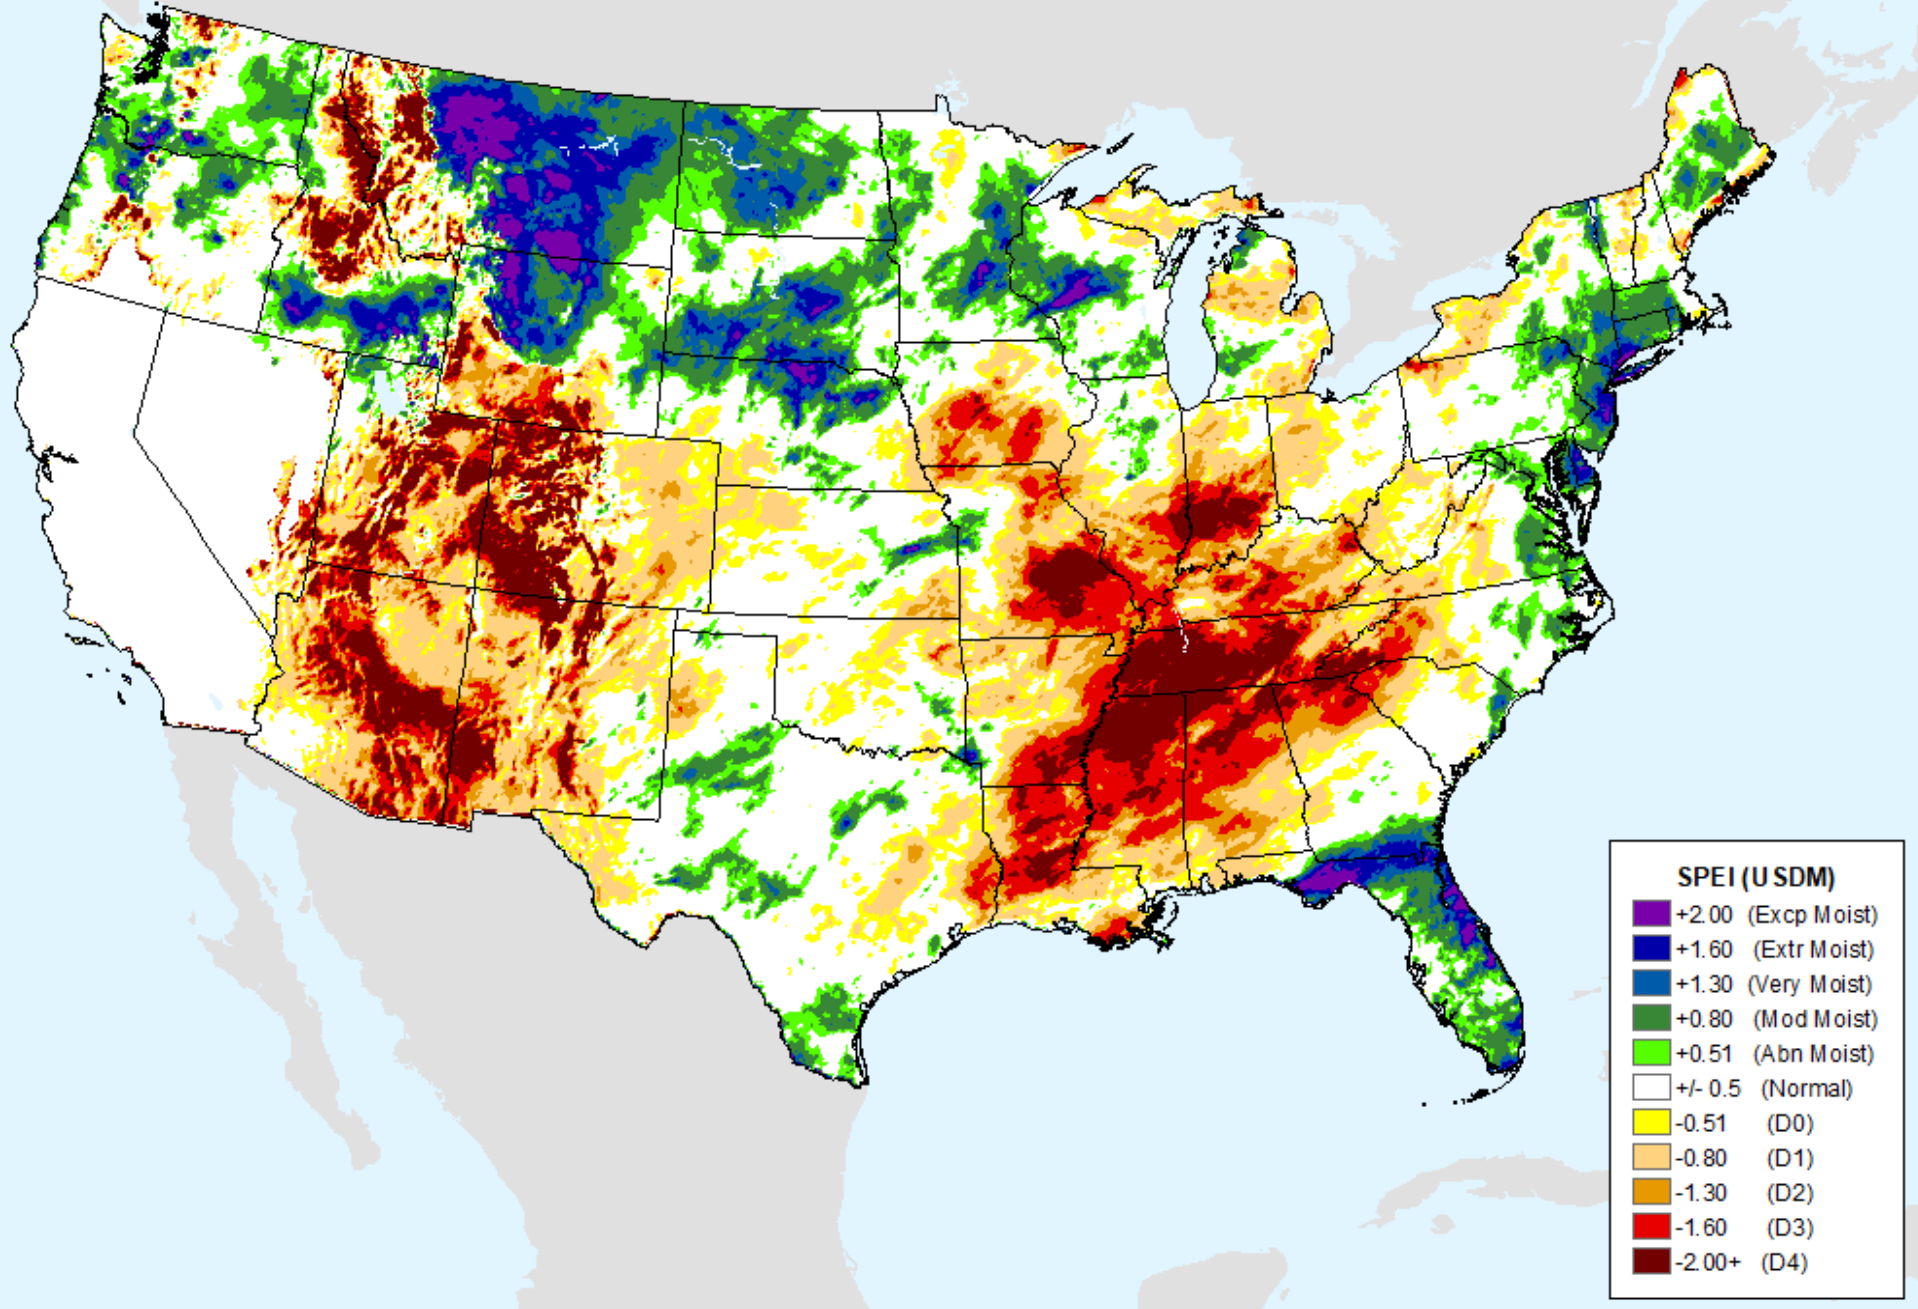 SPEI (USDM)
+2.00 (Excp Moist)
+1.60 (Extr Moist)
+1.30 (Very Moist)
+0.80 (Mod Moist)
+0.51 (Abn Moist)
+/- 0.5 (Normal)
-0.51 (D0)
-0.80 (D1)
-1.30 (D2)
-1.60 (D3)
-2.00+ (D4)